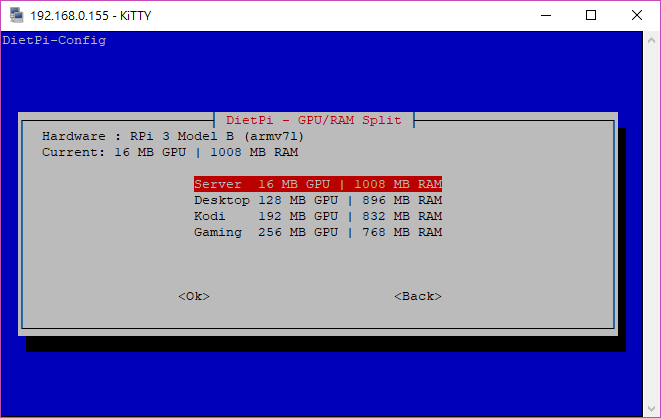 192.168.0.155 - KiTTY
DietPi-Config
DietPi - GPU/RAM Split
Hardware : RPi 3 Model B (armv7l)
Current: 16 MB GPU | 1008 MB RAM
Server 16 MB GPU | 1008 MB RAM
Desktop 128 MB GPU | 896 MB RAM
Kodi 192 MB GPU | 832 MB RAM
Gaming 256 MB GPU | 768 MB RAM
<Ok> <Back>